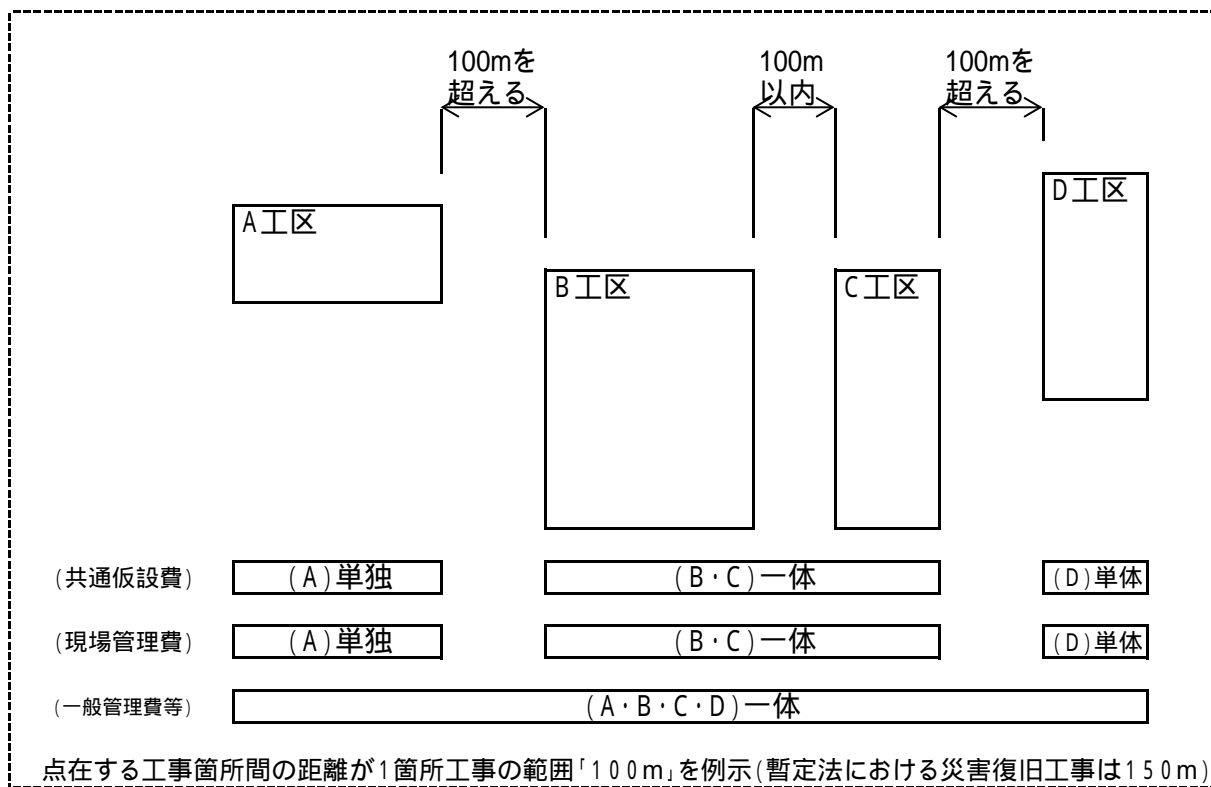 100mを
超える
100m
以内
100mを
超える
A工区
B工区
C工区
D工区
(共通仮設費) (A)単独 (B・C)一体 (D)単体
(現場管理費) (A)単独 (B・C)一体 (D)単体
(一般管理費等) (A・B・C・D)一体
点在する工事箇所間の距離が1箇所工事の範囲「100m」を例示(暫定法における災害復旧工事は150m)